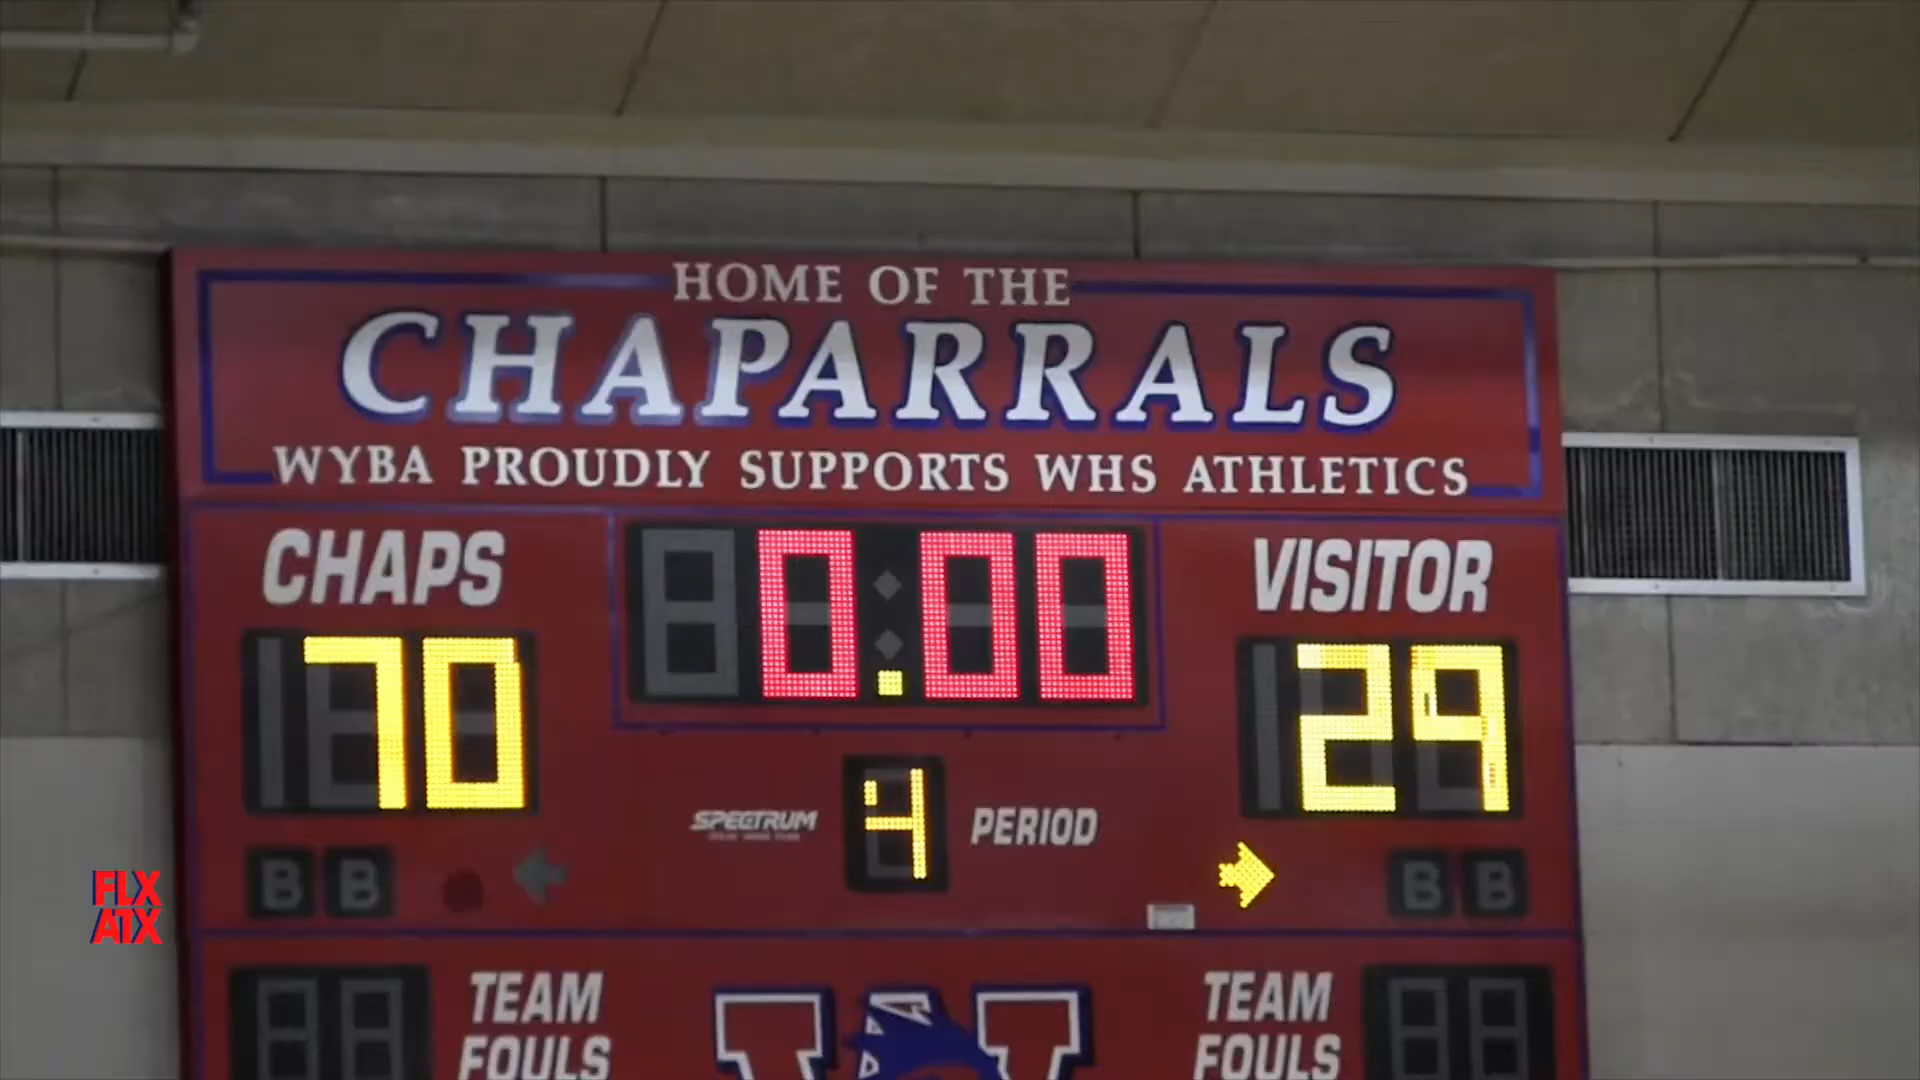 HOME OF THE
CHAPARRALS
WYBA PROUDLY SUPPORTS WHS ATHLETICS
CHAPS
0.00
VISITOR
70
29
SPECTRUM
4
PERIOD
B B
B B
FLX
ATX
TEAM
FOULS
TEAM
FOULS
W